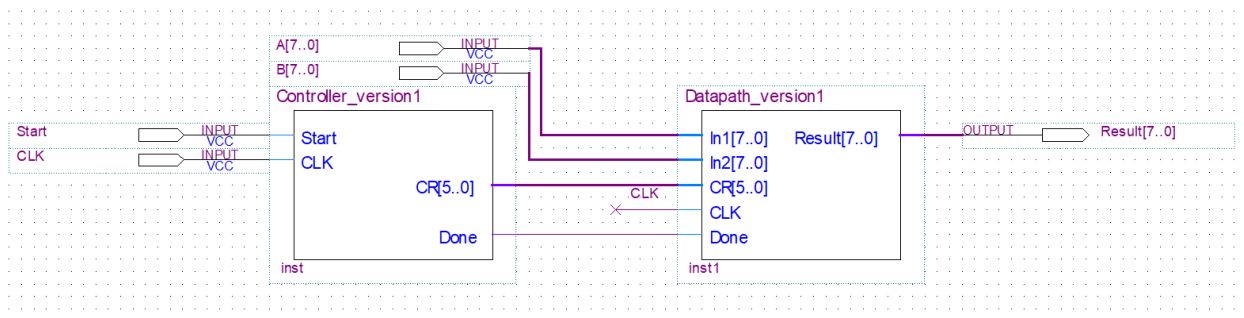 A[7..0] INPUT
VCC
B[7..0] INPUT
VCC
Controller_version1
Datapath_version1
Start INPUT
VCC
CLK INPUT
VCC
Start
CLK
CR[5..0]
Done
inst
CLK
In1[7..0] Result[7..0]
In2[7..0]
CR[5..0]
CLK
Done
inst1
OUTPUT Result[7..0]